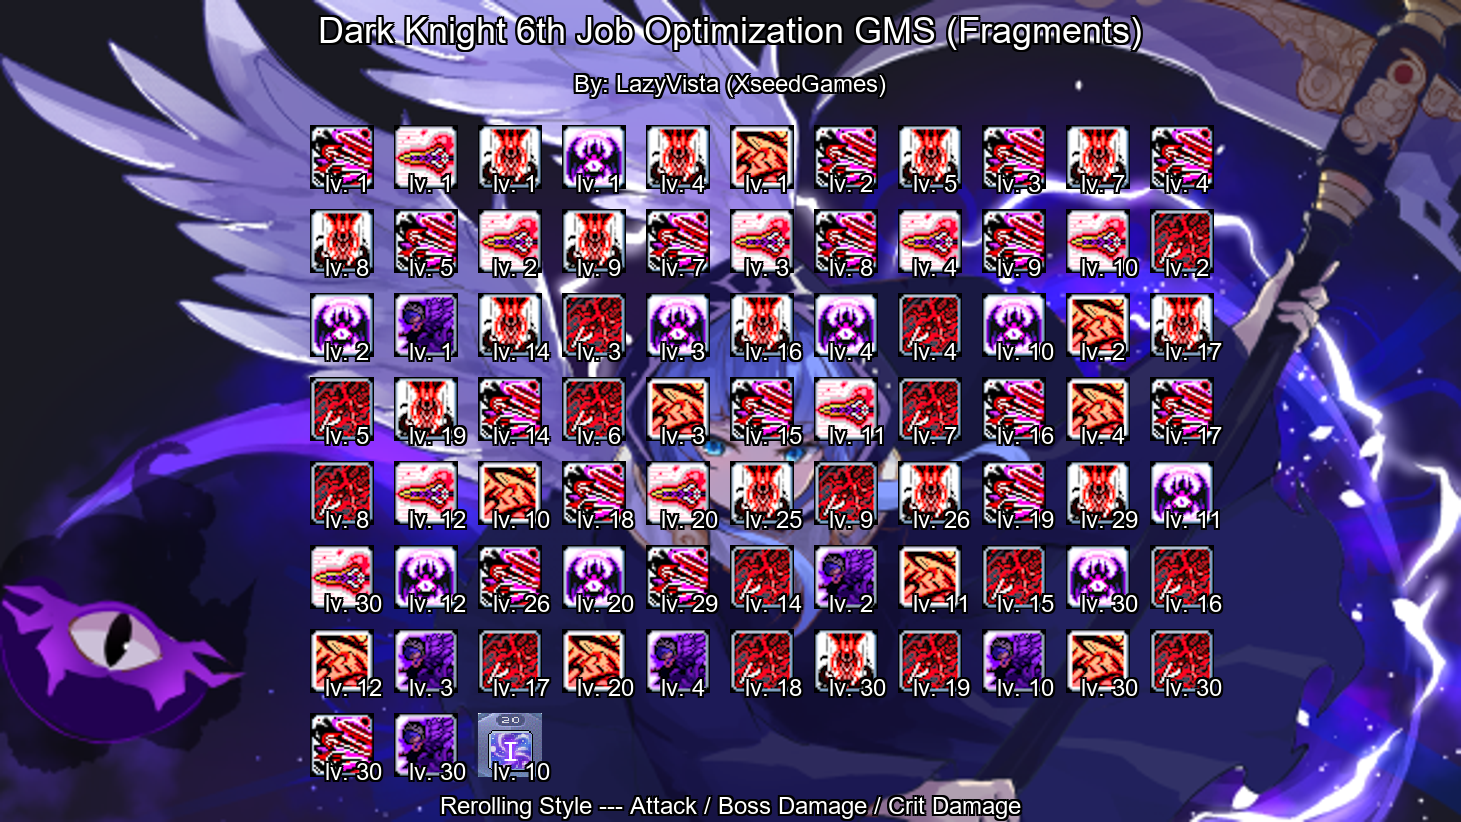 Dark Knight 6th Job Optimization GMS (Fragments)
By: LazyVista (XseedGames)
lv. 1 lv. 1 lv. 1 lv. 1 lv. 4 lv. 1 lv. 2 lv. 5 lv. 3 lv. 7 lv. 4
lv. 8 lv. 5 lv. 2 lv. 9 lv. 7 lv. 3 lv. 8 lv. 4 lv. 9 lv. 10 lv. 2
lv. 2 lv. 1 lv. 14 lv. 3 lv. 3 lv. 16 lv. 4 lv. 4 lv. 10 lv. 2 lv. 17
lv. 5 lv. 19 lv. 14 lv. 6 lv. 3 lv. 15 lv. 11 lv. 7 lv. 16 lv. 4 lv. 17
lv. 8 lv. 12 lv. 10 lv. 18 lv. 20 lv. 25 lv. 9 lv. 26 lv. 19 lv. 29 lv. 11
lv. 30 lv. 12 lv. 26 lv. 20 lv. 29 lv. 14 lv. 2 lv. 11 lv. 15 lv. 30 lv. 16
lv. 12 lv. 3 lv. 17 lv. 20 lv. 4 lv. 18 lv. 30 lv. 19 lv. 10 lv. 30 lv. 30
20
I
lv. 30 lv. 30 lv. 10
Rerolling Style --- Attack / Boss Damage / Crit Damage